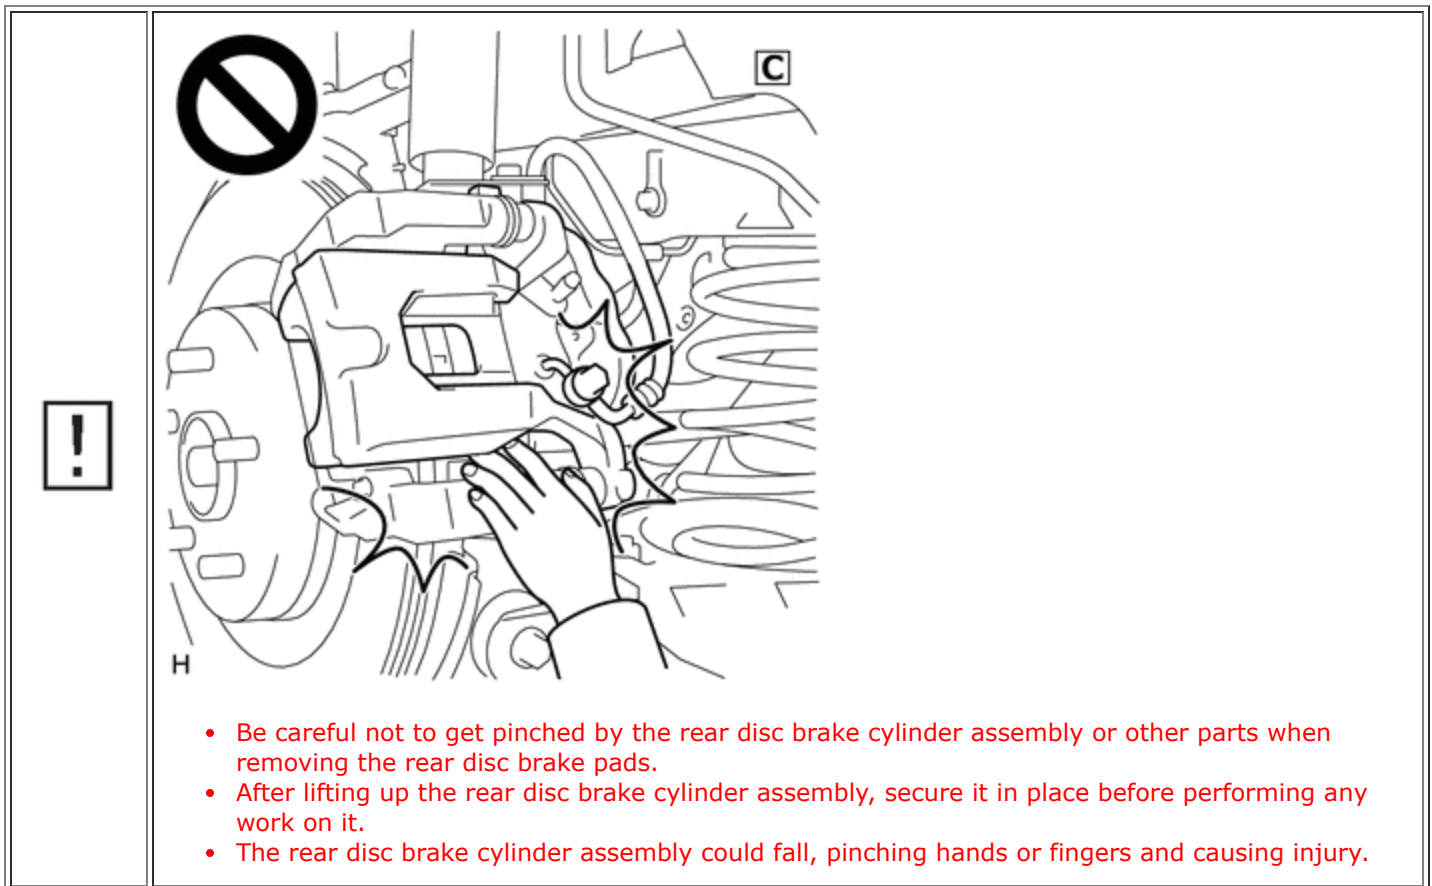 C
!
H
• Be careful not to get pinched by the rear disc brake cylinder assembly or other parts when
removing the rear disc brake pads.
• After lifting up the rear disc brake cylinder assembly, secure it in place before performing any
work on it.
• The rear disc brake cylinder assembly could fall, pinching hands or fingers and causing injury.